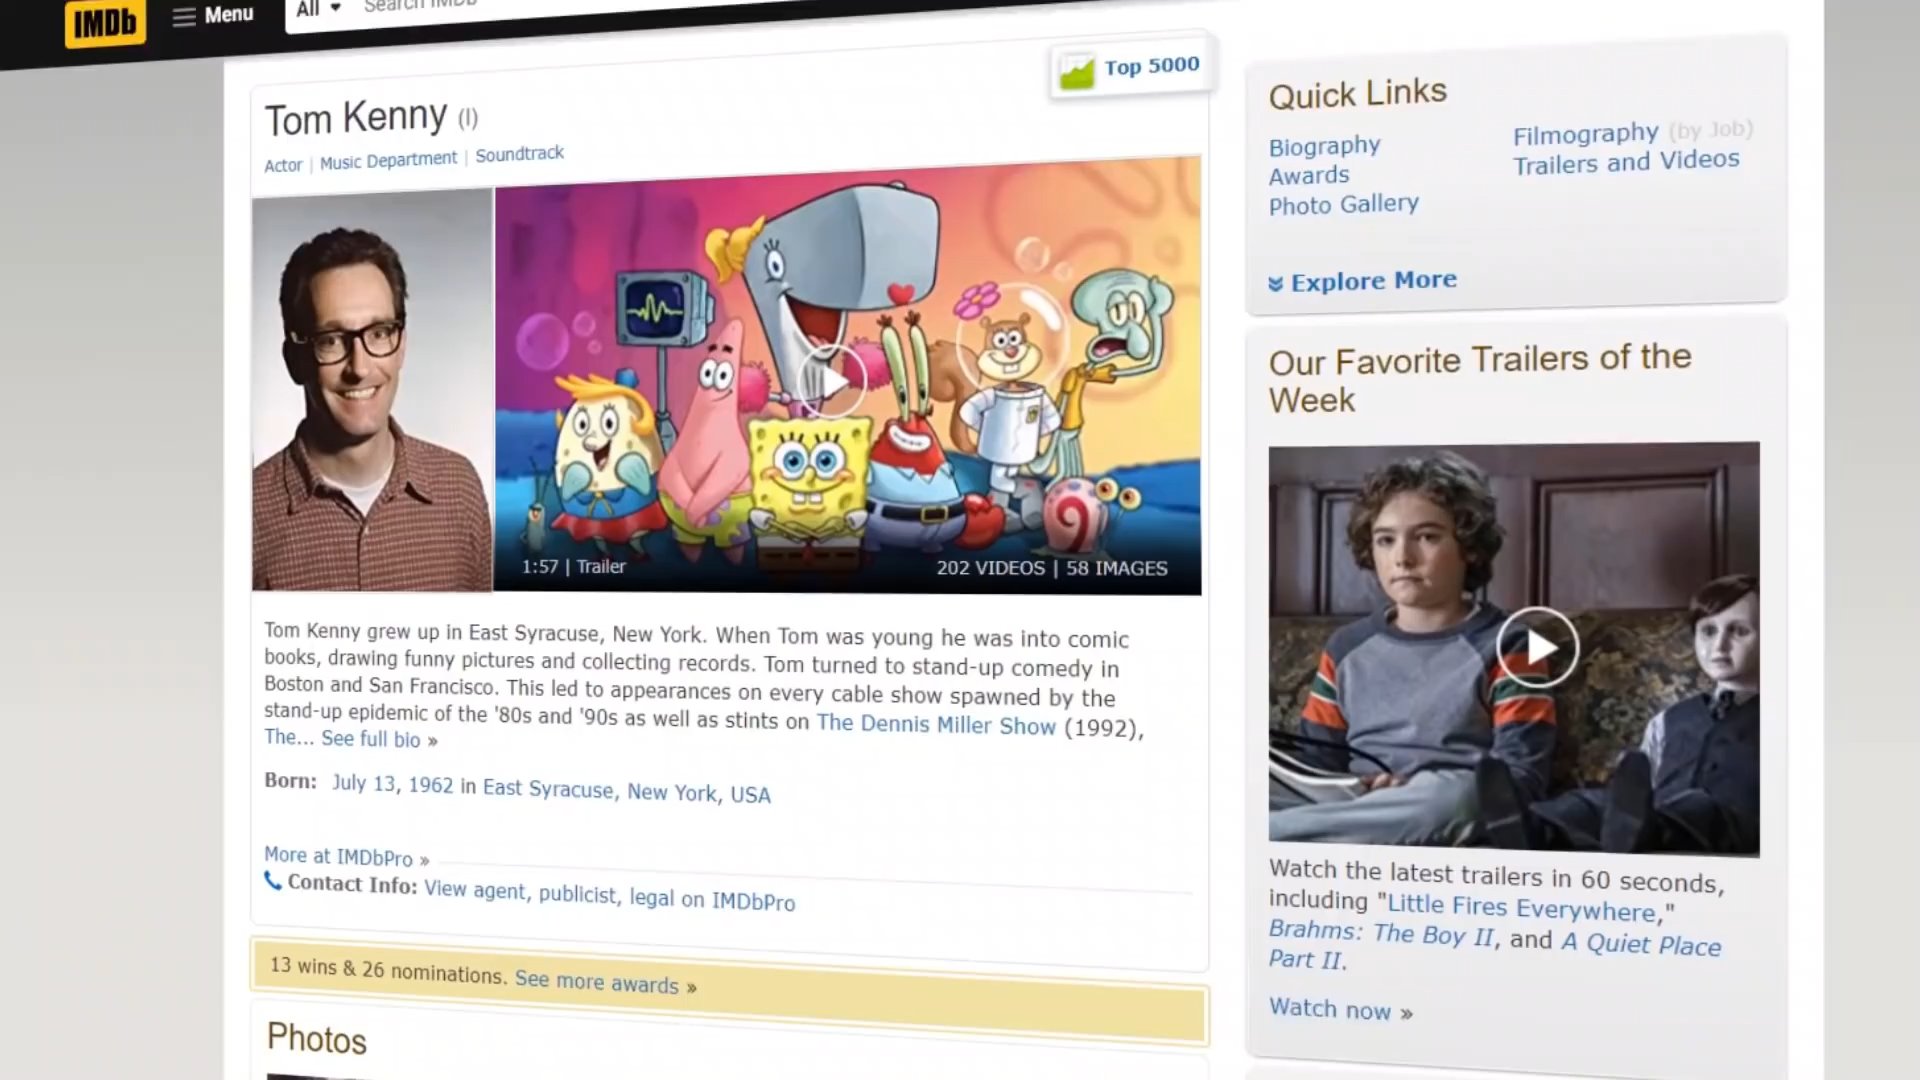 IMDb
Menu
All
Search IMDb
Top 5000
Tom Kenny (I)
Actor | Music Department | Soundtrack
1:57 | Trailer
202 VIDEOS | 58 IMAGES
Tom Kenny grew up in East Syracuse, New York. When Tom was young he was into comic
books, drawing funny pictures and collecting records. Tom turned to stand-up comedy in
Boston and San Francisco. This led to appearances on every cable show spawned by the
stand-up epidemic of the '80s and '90s as well as stints on The Dennis Miller Show (1992),
The... See full bio »
Born: July 13, 1962 in East Syracuse, New York, USA
More at IMDbPro »
Contact Info: View agent, publicist, legal on IMDbPro
13 wins & 26 nominations. See more awards »
Photos
Quick Links
Biography
Awards
Photo Gallery
Filmography (by Job)
Trailers and Videos
Explore More
Our Favorite Trailers of the
Week
Watch the latest trailers in 60 seconds,
including "Little Fires Everywhere,"
Brahms: The Boy II, and A Quiet Place
Part II.
Watch now »